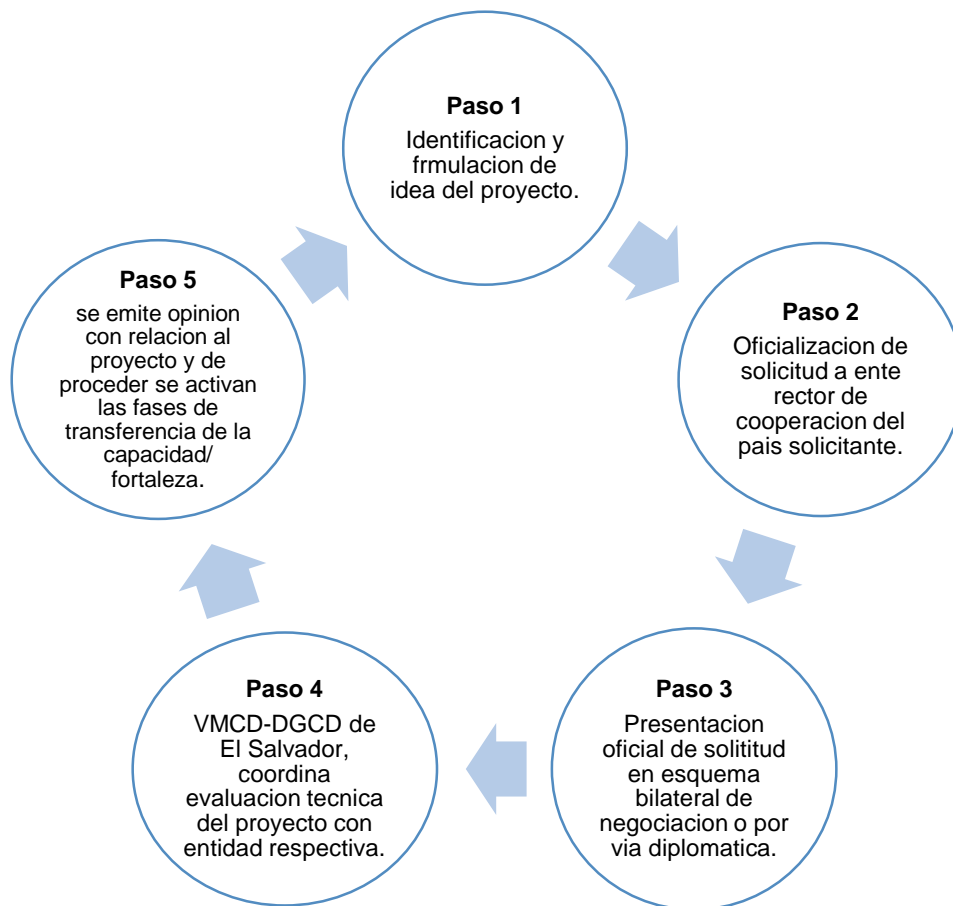 Paso 1
Identificacion y
frmulacion de
idea del proyecto.
Paso 2
Oficializacion de
solicitud a ente
rector de
cooperacion del
pais solicitante.
Paso 3
Presentacion
oficial de solititud
en esquema
bilateral de
negociacion o por
via diplomatica.
Paso 4
VMCD-DGCD de
El Salvador,
coordina
evaluacion tecnica
del proyecto con
entidad respectiva.
Paso 5
se emite opinion
con relacion al
proyecto y de
proceder se activan
las fases de
transferencia de la
capacidad/
fortaleza.